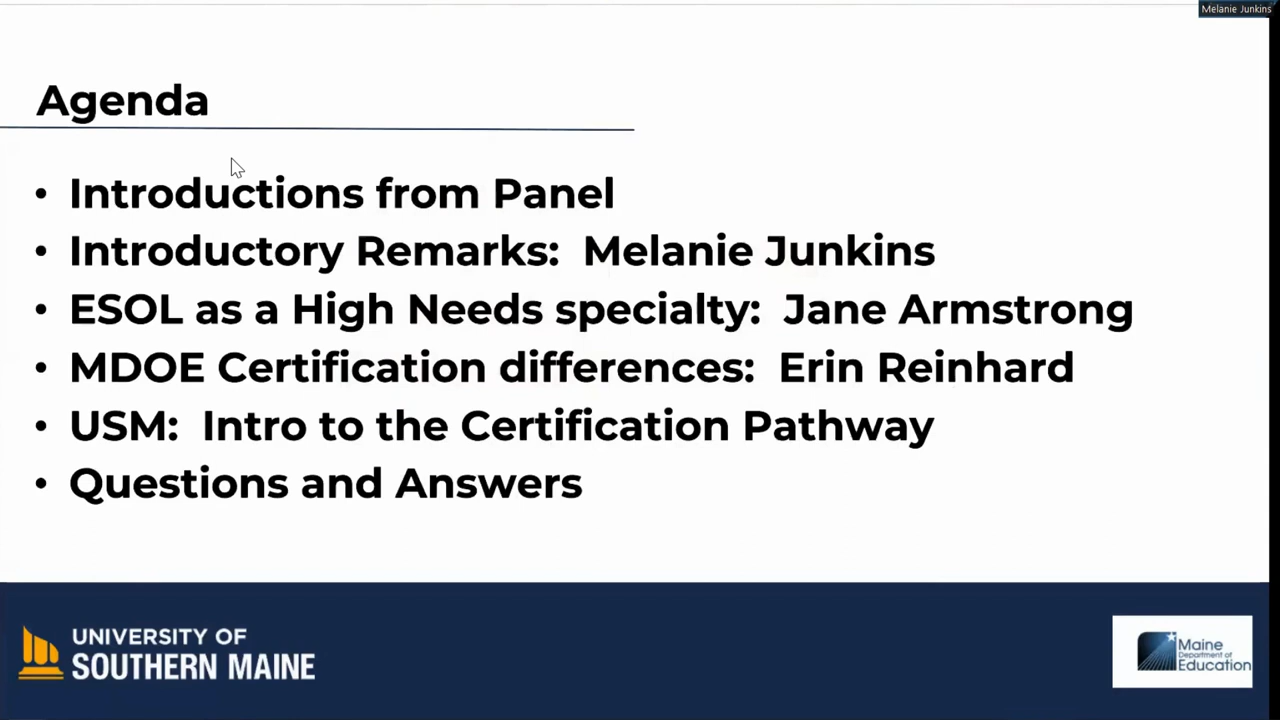 Melanie Junkins
Agenda
• Introductions from Panel
• Introductory Remarks:  Melanie Junkins
• ESOL as a High Needs specialty:  Jane Armstrong
• MDOE Certification differences:  Erin Reinhard
• USM:  Intro to the Certification Pathway
• Questions and Answers
UNIVERSITY OF
SOUTHERN MAINE
Maine
Department of
Education